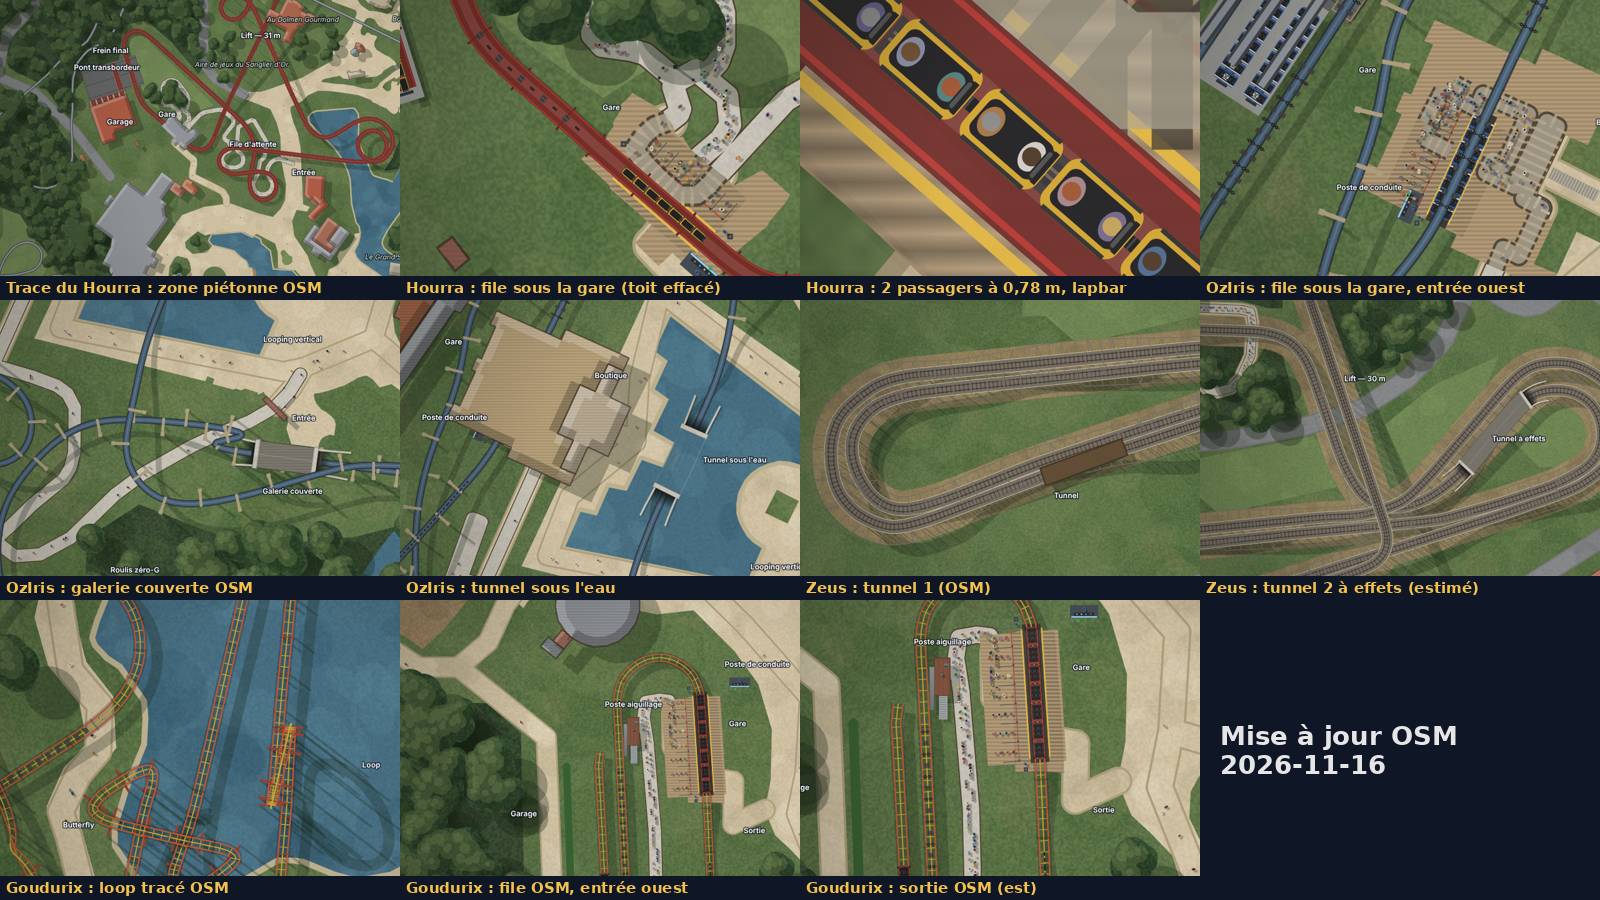 Au Dolmen Gourmand
Lift — 31 m
Frein final
Aire de jeux du Sanglier d'Or
Pont transbordeur
Garage
Gare
File d'attente
Entrée
Le Grand
Trace du Hourra : zone piétonne OSM
Gare
Hourra : file sous la gare (toit effacé)
Hourra : 2 passagers à 0,78 m, lapbar
Gare
Poste de conduite
OzIris : file sous la gare, entrée ouest
Looping vertical
Entrée
Galerie couverte
Roulis zéro-G
OzIris : galerie couverte OSM
Gare
Boutique
Poste de conduite
Tunnel sous l'eau
Looping vertic
OzIris : tunnel sous l'eau
Tunnel
Zeus : tunnel 1 (OSM)
Lift — 30 m
Tunnel à effets
Zeus : tunnel 2 à effets (estimé)
Loop
Butterfly
Goudurix : loop tracé OSM
Poste de conduite
Poste aiguillage
Gare
Garage
Sortie
Goudurix : file OSM, entrée ouest
Poste aiguillage
Gare
ge
Sortie
Goudurix : sortie OSM (est)
Mise à jour OSM
2026-11-16